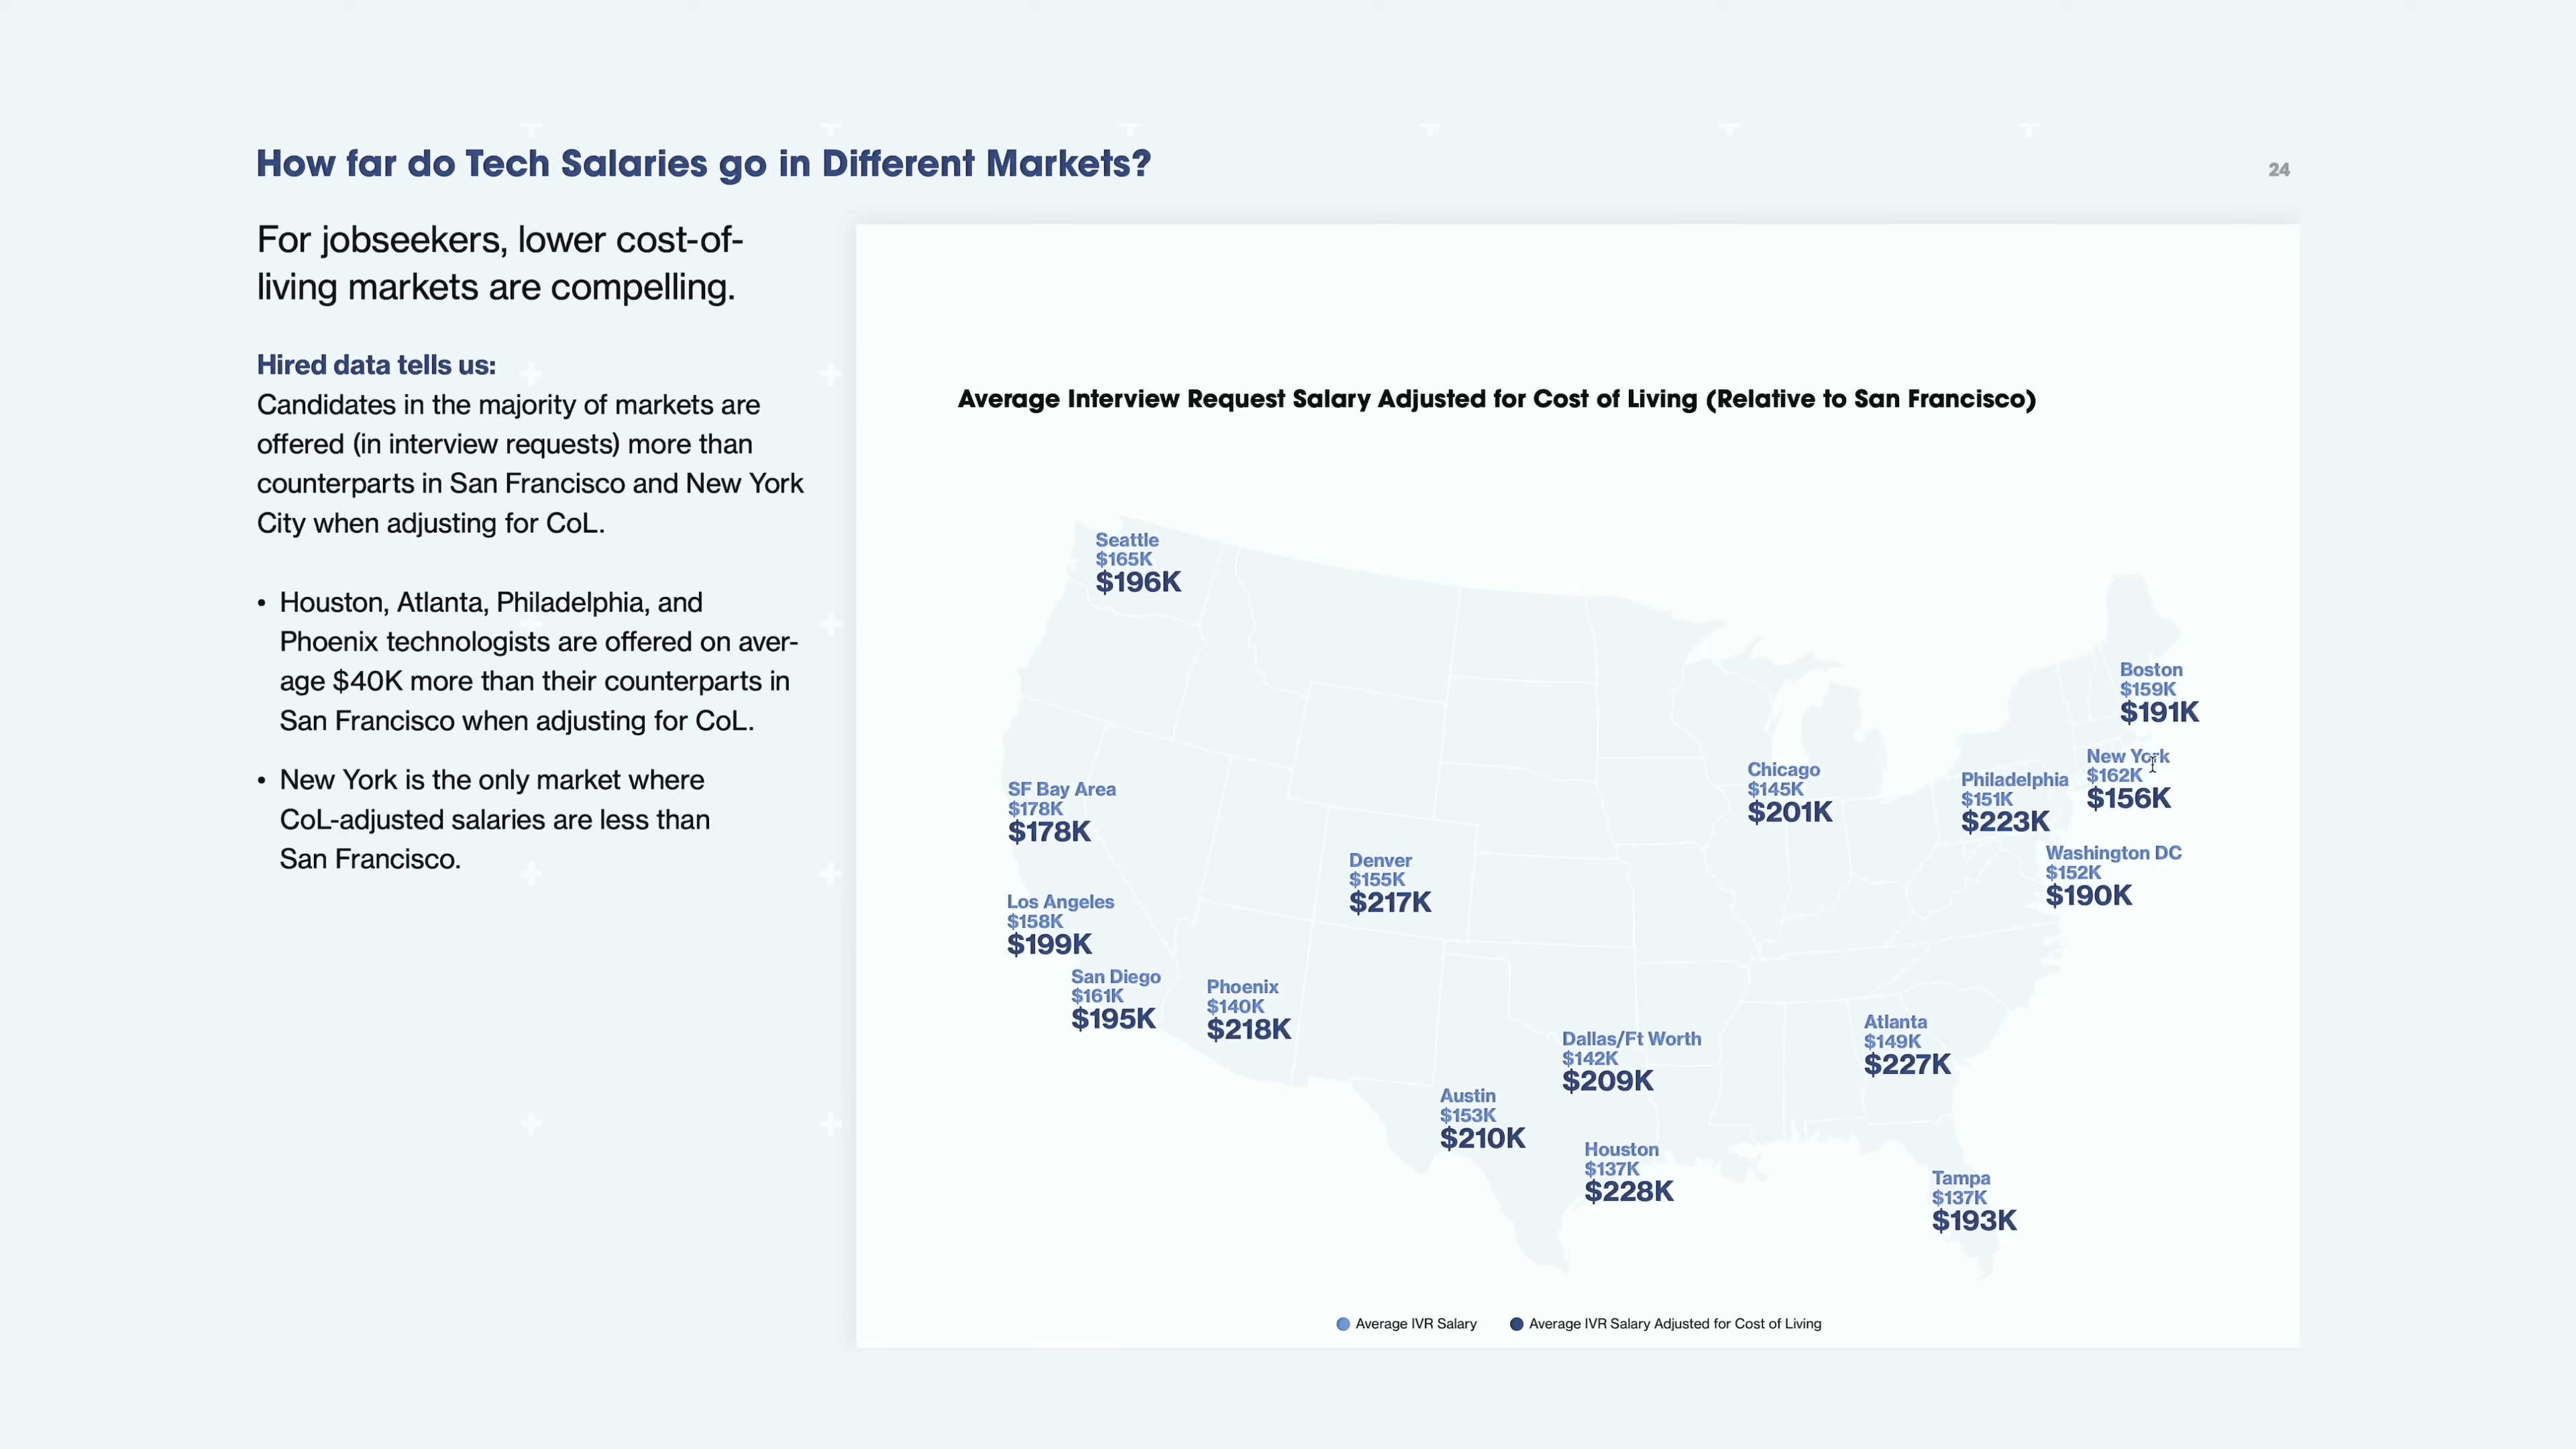 How far do Tech Salaries go in Different Markets?
24
For jobseekers, lower cost-of-
living markets are compelling.
Hired data tells us:
Candidates in the majority of markets are
offered (in interview requests) more than
counterparts in San Francisco and New York
City when adjusting for CoL.
• Houston, Atlanta, Philadelphia, and
Phoenix technologists are offered on aver-
age $40K more than their counterparts in
San Francisco when adjusting for CoL.
• New York is the only market where
CoL-adjusted salaries are less than
San Francisco.
Average Interview Request Salary Adjusted for Cost of Living (Relative to San Francisco)
Seattle
$165K
$196K
Boston
$159K
$191K
New York
$162K
$156K
Chicago
$145K
$201K
Philadelphia
$151K
$223K
SF Bay Area
$178K
$178K
Washington DC
$152K
$190K
Denver
$155K
$217K
Los Angeles
$158K
$199K
San Diego
$161K
$195K
Phoenix
$140K
$218K
Atlanta
$149K
$227K
Dallas/Ft Worth
$142K
$209K
Austin
$153K
$210K
Houston
$137K
$228K
Tampa
$137K
$193K
Average IVR Salary
Average IVR Salary Adjusted for Cost of Living